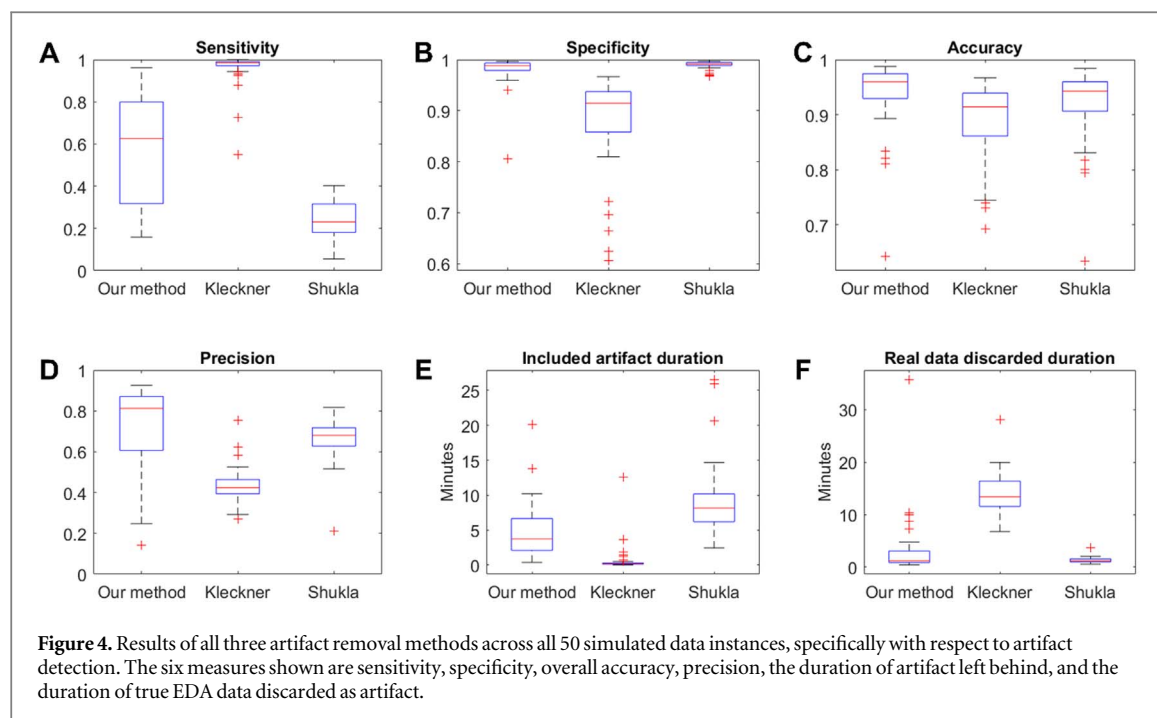 A
Sensitivity
1
0.8
0.6
0.4
0.2
0
Our method Kleckner Shukla
B
Specificity
1
0.9
0.8
0.7
0.6
Our method Kleckner Shukla
C
Accuracy
1
0.9
0.8
0.7
Our method Kleckner Shukla
D
Precision
1
0.8
0.6
0.4
0.2
0
Our method Kleckner Shukla
E
Included artifact duration
Minutes
25
20
15
10
5
0
Our method Kleckner Shukla
F
Real data discarded duration
Minutes
30
20
10
0
Our method Kleckner Shukla
Figure 4. Results of all three artifact removal methods across all 50 simulated data instances, specifically with respect to artifact
detection. The six measures shown are sensitivity, specificity, overall accuracy, precision, the duration of artifact left behind, and the
duration of true EDA data discarded as artifact.